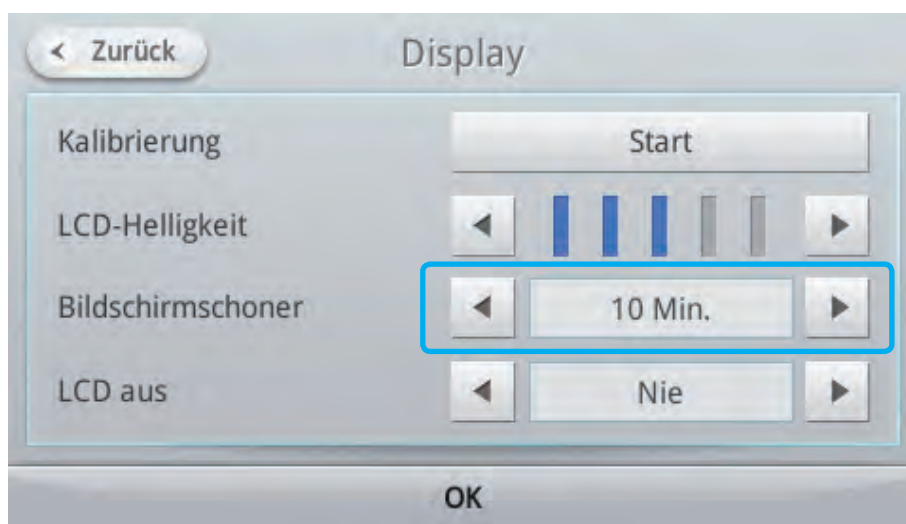 Zurück
Display
Kalibrierung Start
LCD-Helligkeit
Bildschirmschoner 10 Min.
LCD aus Nie
OK